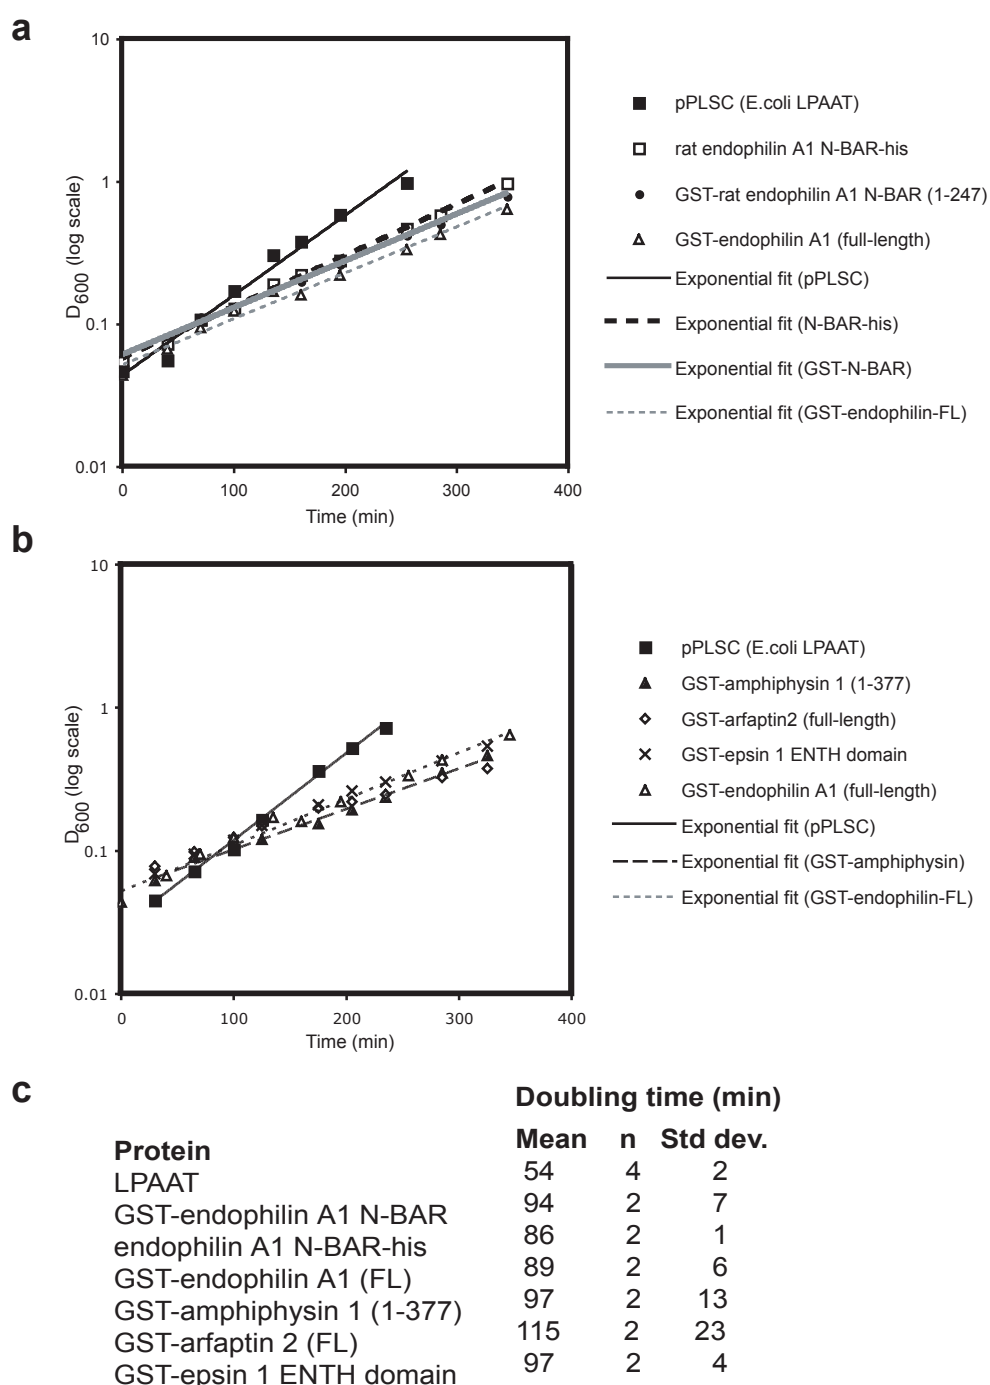 a
10
1
0.1
0.01
D600 (log scale)
0 100 200 300 400
Time (min)
pPLSC (E.coli LPAAT)
rat endophilin A1 N-BAR-his
GST-rat endophilin A1 N-BAR (1-247)
GST-endophilin A1 (full-length)
Exponential fit (pPLSC)
Exponential fit (N-BAR-his)
Exponential fit (GST-N-BAR)
Exponential fit (GST-endophilin-FL)
b
10
1
0.1
0.01
D600 (log scale)
0 100 200 300 400
Time (min)
pPLSC (E.coli LPAAT)
GST-amphiphysin 1 (1-377)
GST-arfaptin2 (full-length)
GST-epsin 1 ENTH domain
GST-endophilin A1 (full-length)
Exponential fit (pPLSC)
Exponential fit (GST-amphiphysin)
Exponential fit (GST-endophilin-FL)
c
Doubling time (min)
Protein Mean n Std dev.
LPAAT 54 4 2
GST-endophilin A1 N-BAR 94 2 7
endophilin A1 N-BAR-his 86 2 1
GST-endophilin A1 (FL) 89 2 6
GST-amphiphysin 1 (1-377) 97 2 13
GST-arfaptin 2 (FL) 115 2 23
GST-epsin 1 ENTH domain 97 2 4